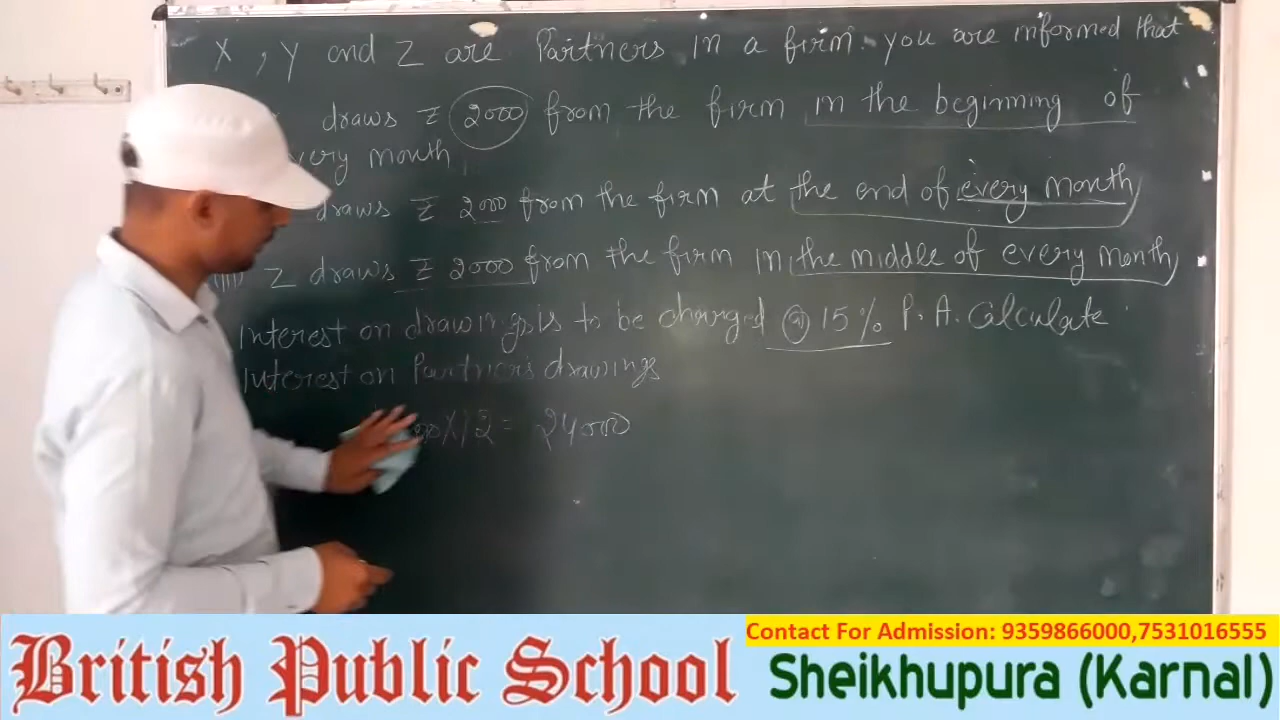 X, Y and Z are Partners in a firm. you are informed that
draws ₹ 2000 from the firm in the beginning of
very month
draws ₹ 2000 from the firm at the end of every month
(III) Z draws ₹ 2000 from the firm in the middle of every month
Interest on drawings is to be charged @ 15% P.A. Calculate
Interest on Partner's drawings
00X12 = 24000
Contact For Admission: 9359866000,7531016555
British Public School Sheikhupura (Karnal)